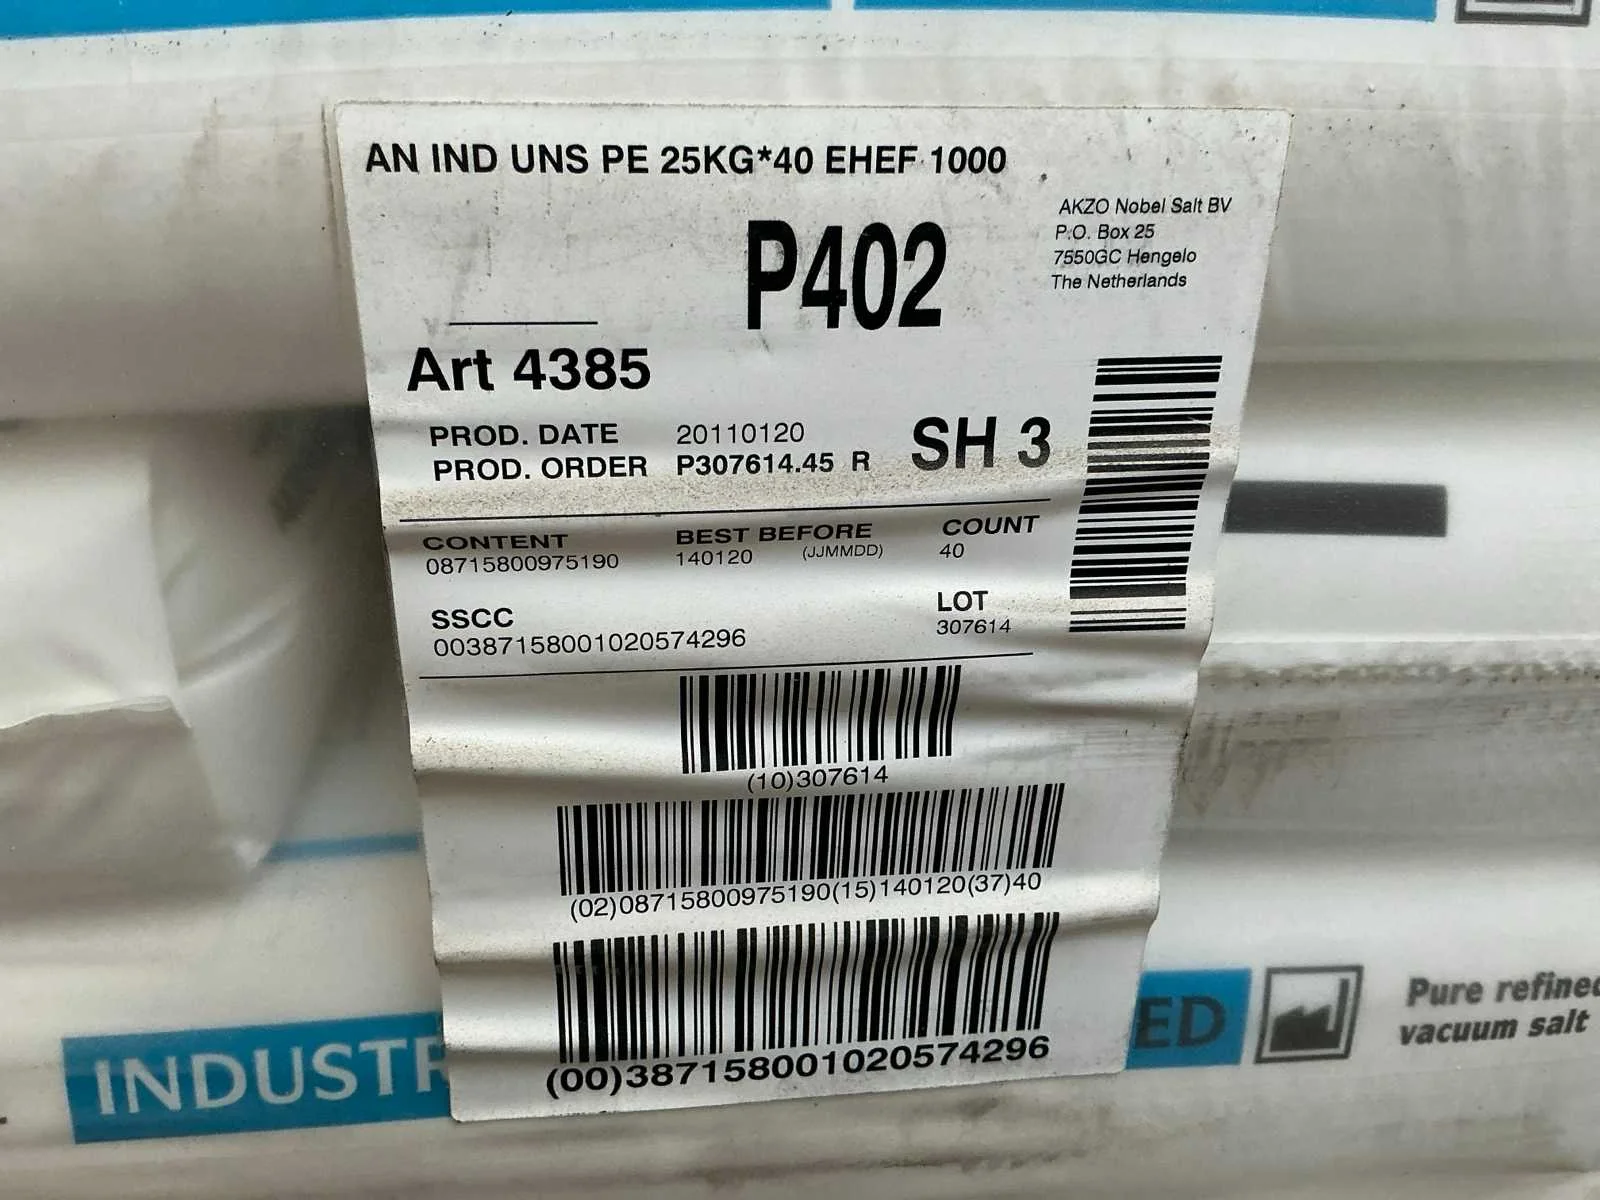 AN IND UNS PE 25KG*40 EHEF 1000
AKZO Nobel Salt BV
P.O. Box 25
7550GC Hengelo
The Netherlands
P402
Art 4385
PROD. DATE 20110120
PROD. ORDER P307614.45 R
SH 3
CONTENT BEST BEFORE COUNT
08715800975190 140120 (JJMMDD) 40
SSCC LOT
00387158001020574296 307614
(10)307614
(02)08715800975190(15)140120(37)40
(00)387158001020574296
INDUSTR
ED
Pure refined
vacuum salt